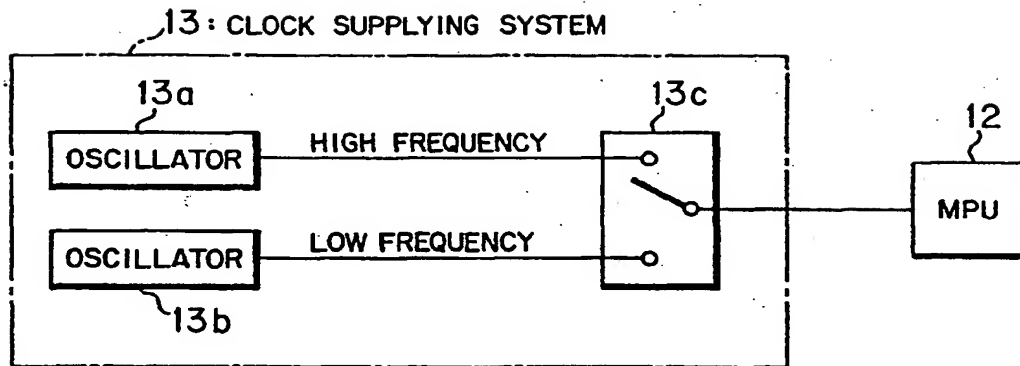 13: CLOCK SUPPLYING SYSTEM
13a
13c
12
OSCILLATOR
HIGH FREQUENCY
MPU
OSCILLATOR
LOW FREQUENCY
13b